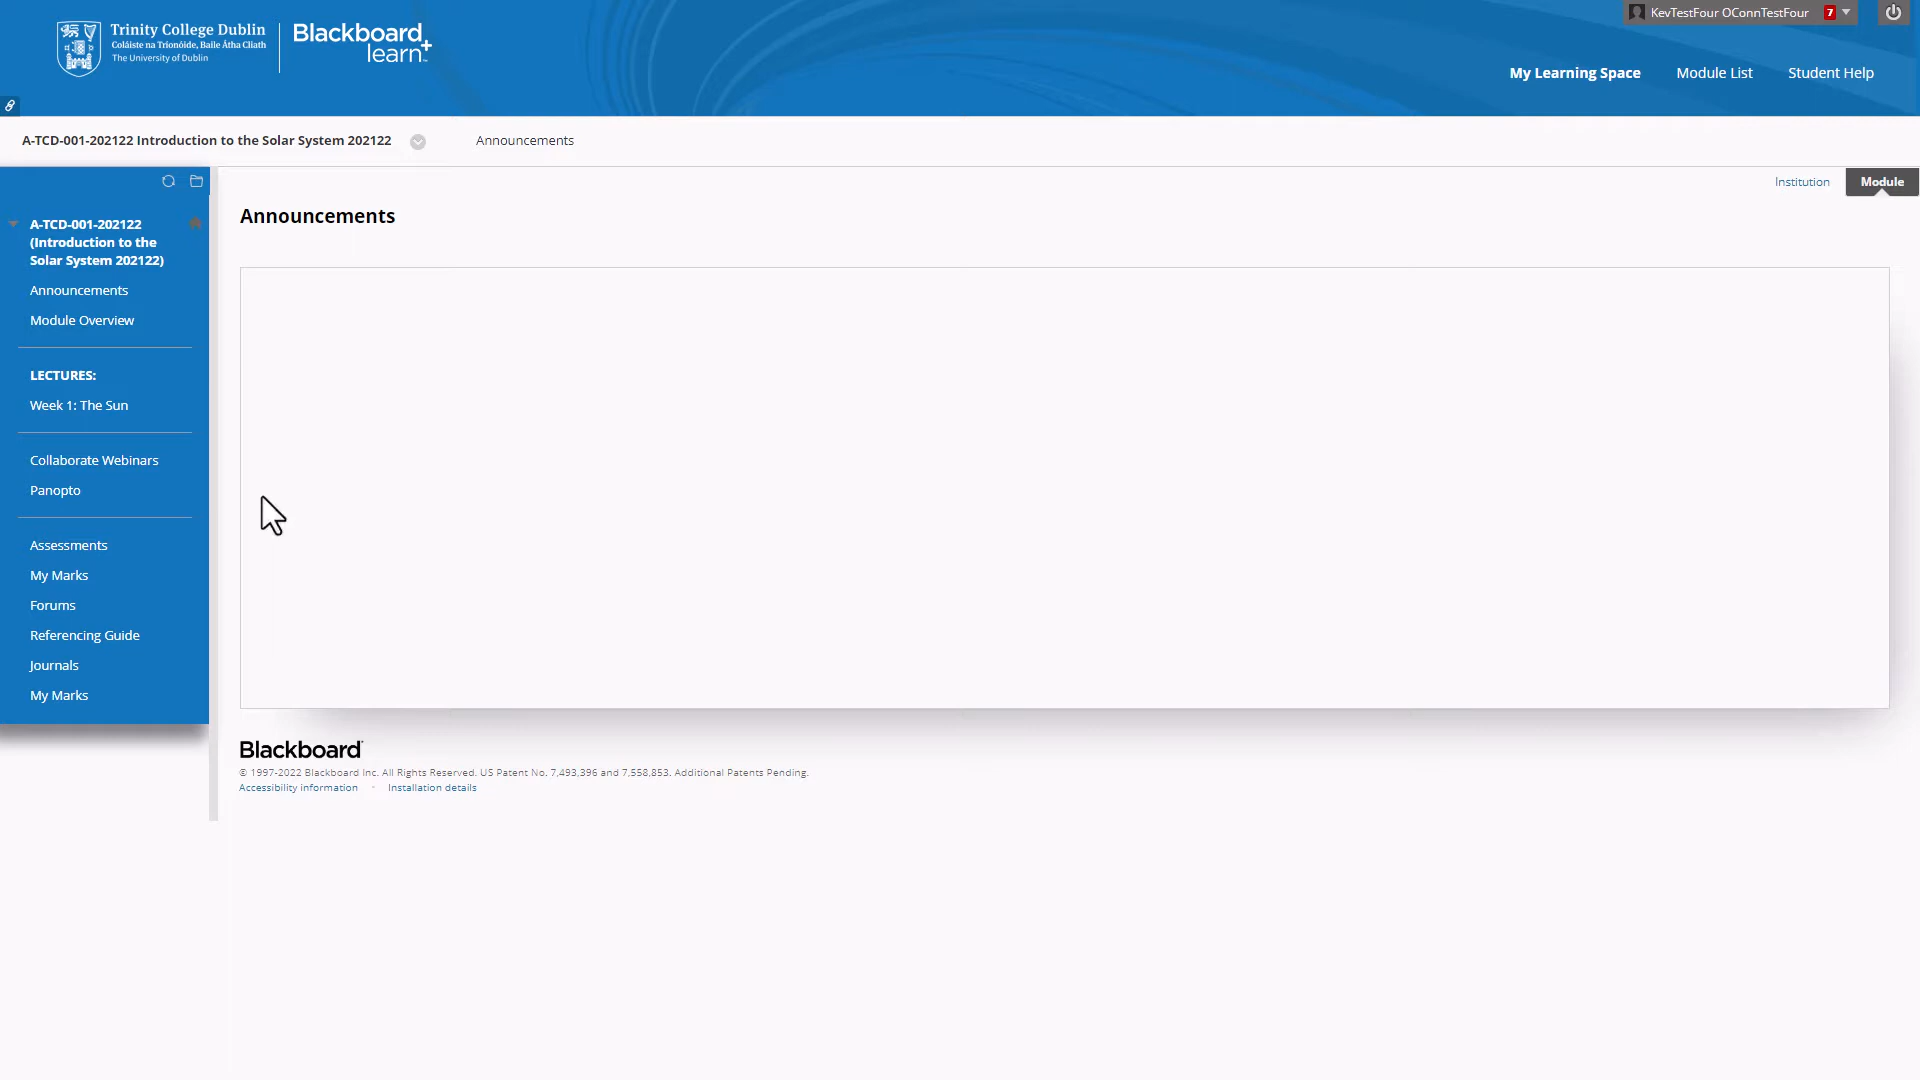 Trinity College Dublin
Coláiste na Tríonóide, Baile Átha Cliath
The University of Dublin
Blackboard
learn+
KevTestFour OConnTestFour
7
My Learning Space
Module List
Student Help
A-TCD-001-202122 Introduction to the Solar System 202122
Announcements
Institution
Module
A-TCD-001-202122
(Introduction to the
Solar System 202122)
Announcements
Module Overview
LECTURES:
Week 1: The Sun
Collaborate Webinars
Panopto
Assessments
My Marks
Forums
Referencing Guide
Journals
My Marks
Announcements
Blackboard
© 1997-2022 Blackboard Inc. All Rights Reserved. US Patent No. 7,493,396 and 7,558,853. Additional Patents Pending.
Accessibility information
Installation details